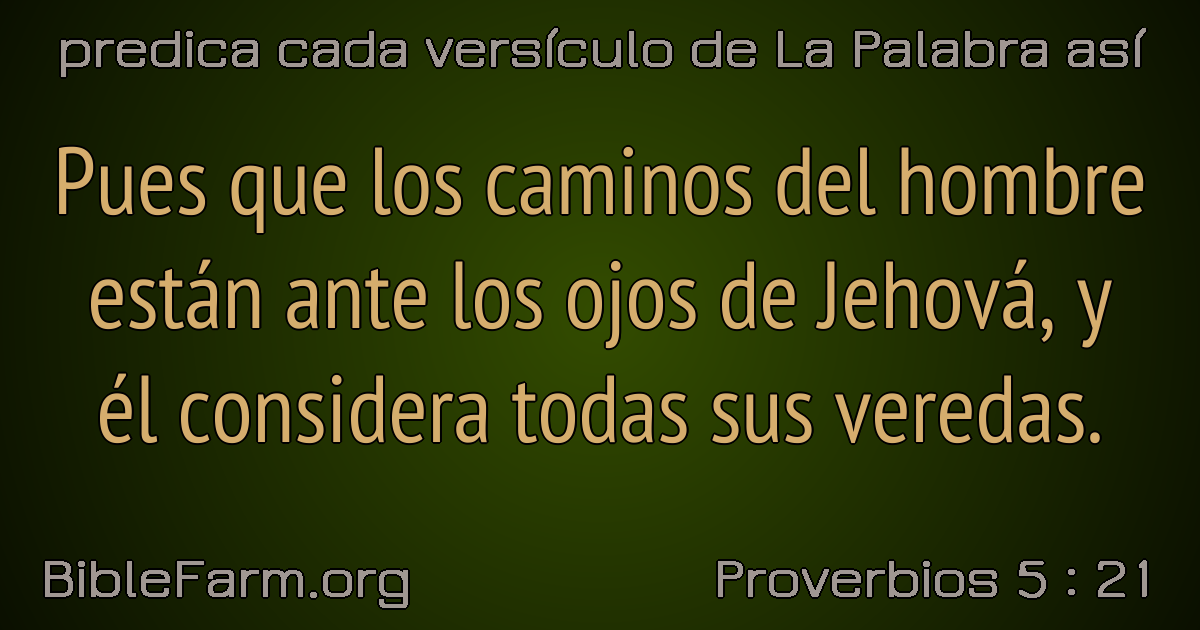 predica cada versículo de La Palabra así
Pues que los caminos del hombre
están ante los ojos de Jehová, y
él considera todas sus veredas.
BibleFarm.org
Proverbios 5 : 21